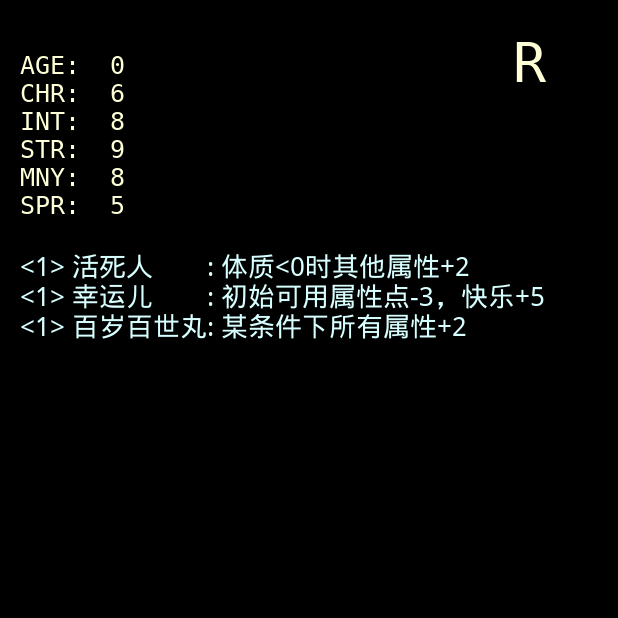 R
AGE: 0
CHR: 6
INT: 8
STR: 9
MNY: 8
SPR: 5
<1> 活死人 : 体质<0时其他属性+2
<1> 幸运儿 : 初始可用属性点-3，快乐+5
<1> 百岁百世丸: 某条件下所有属性+2